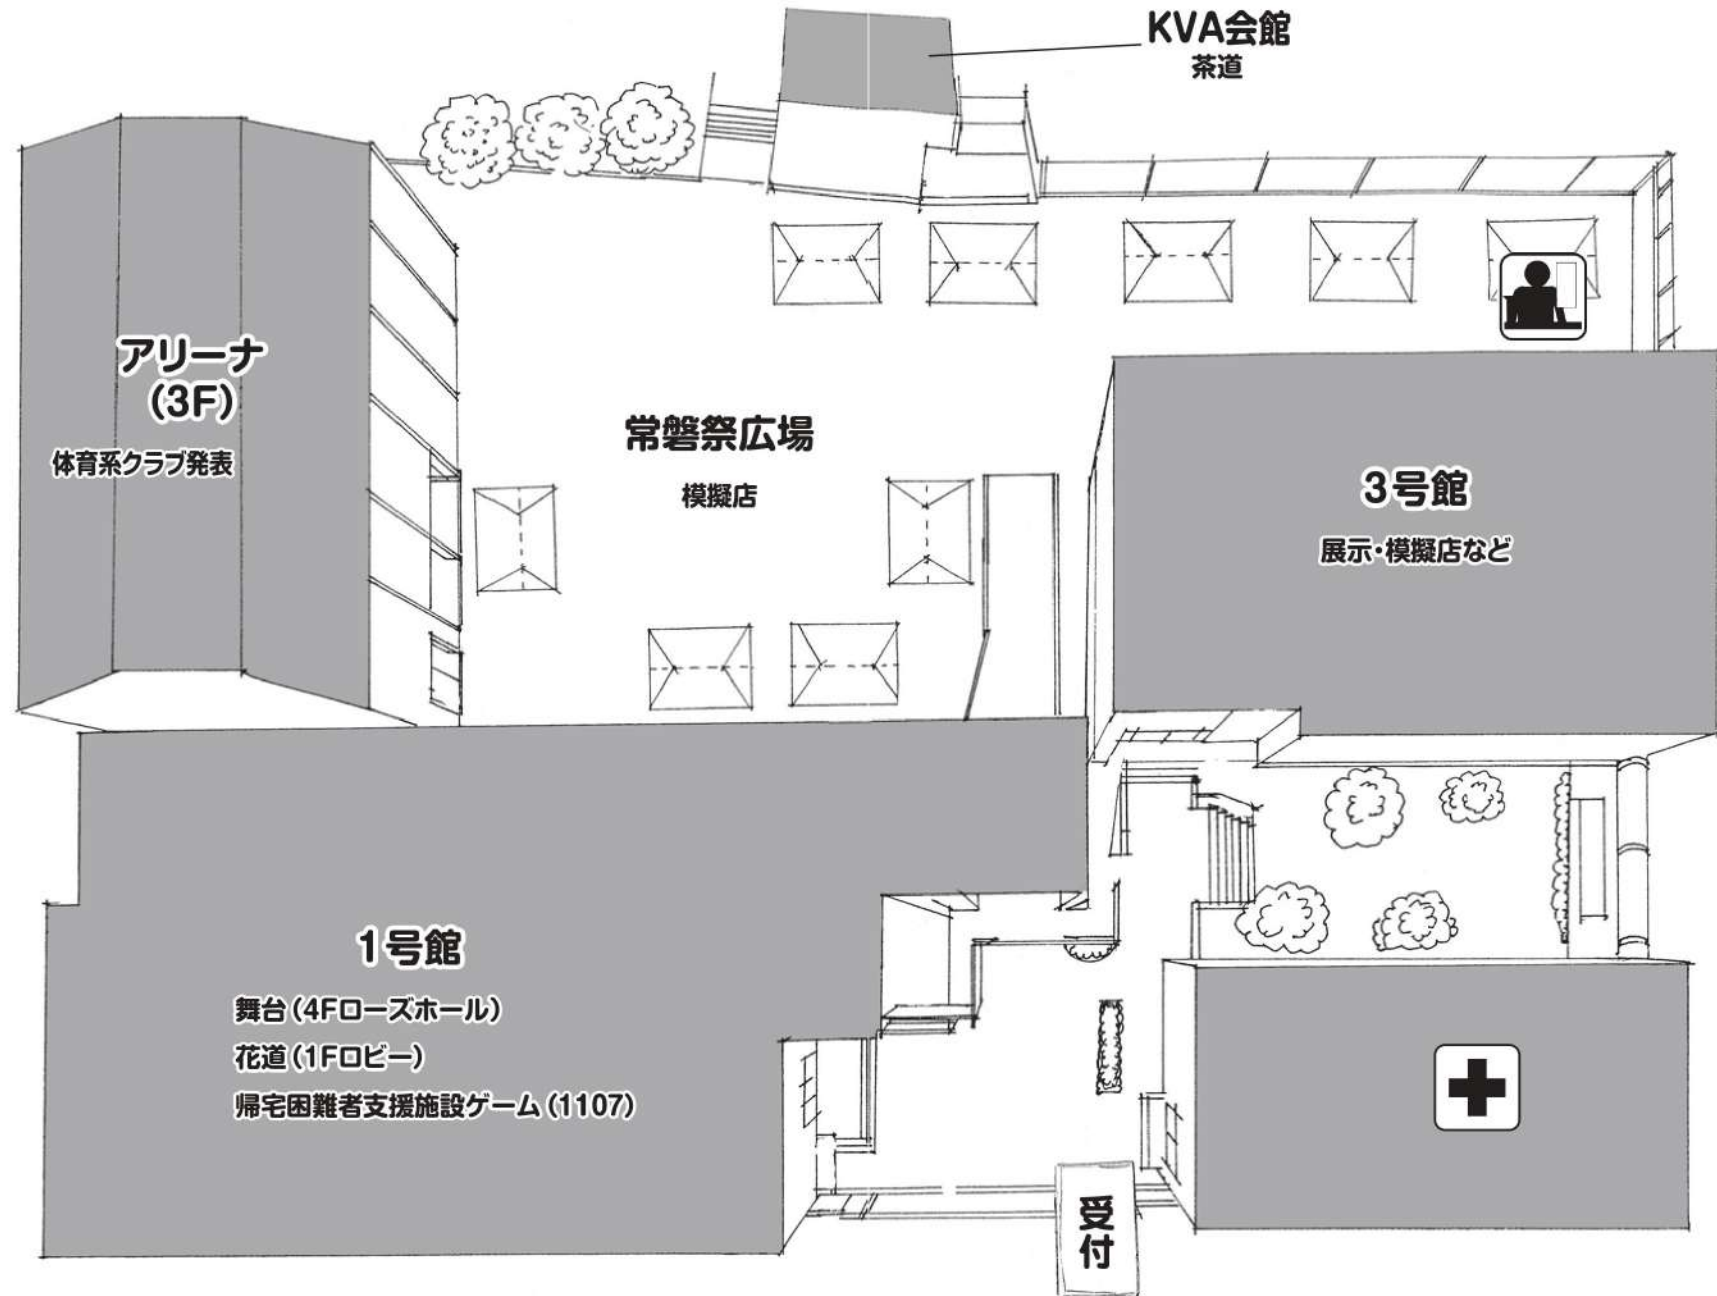 KVA会館
茶道
アリーナ
(3F)
体育系クラブ発表
常磐祭広場
模擬店
3号館
展示・模擬店など
1号館
舞台(4Fローズホール)
花道(1Fロビー)
帰宅困難者支援施設ゲーム(1107)
受付